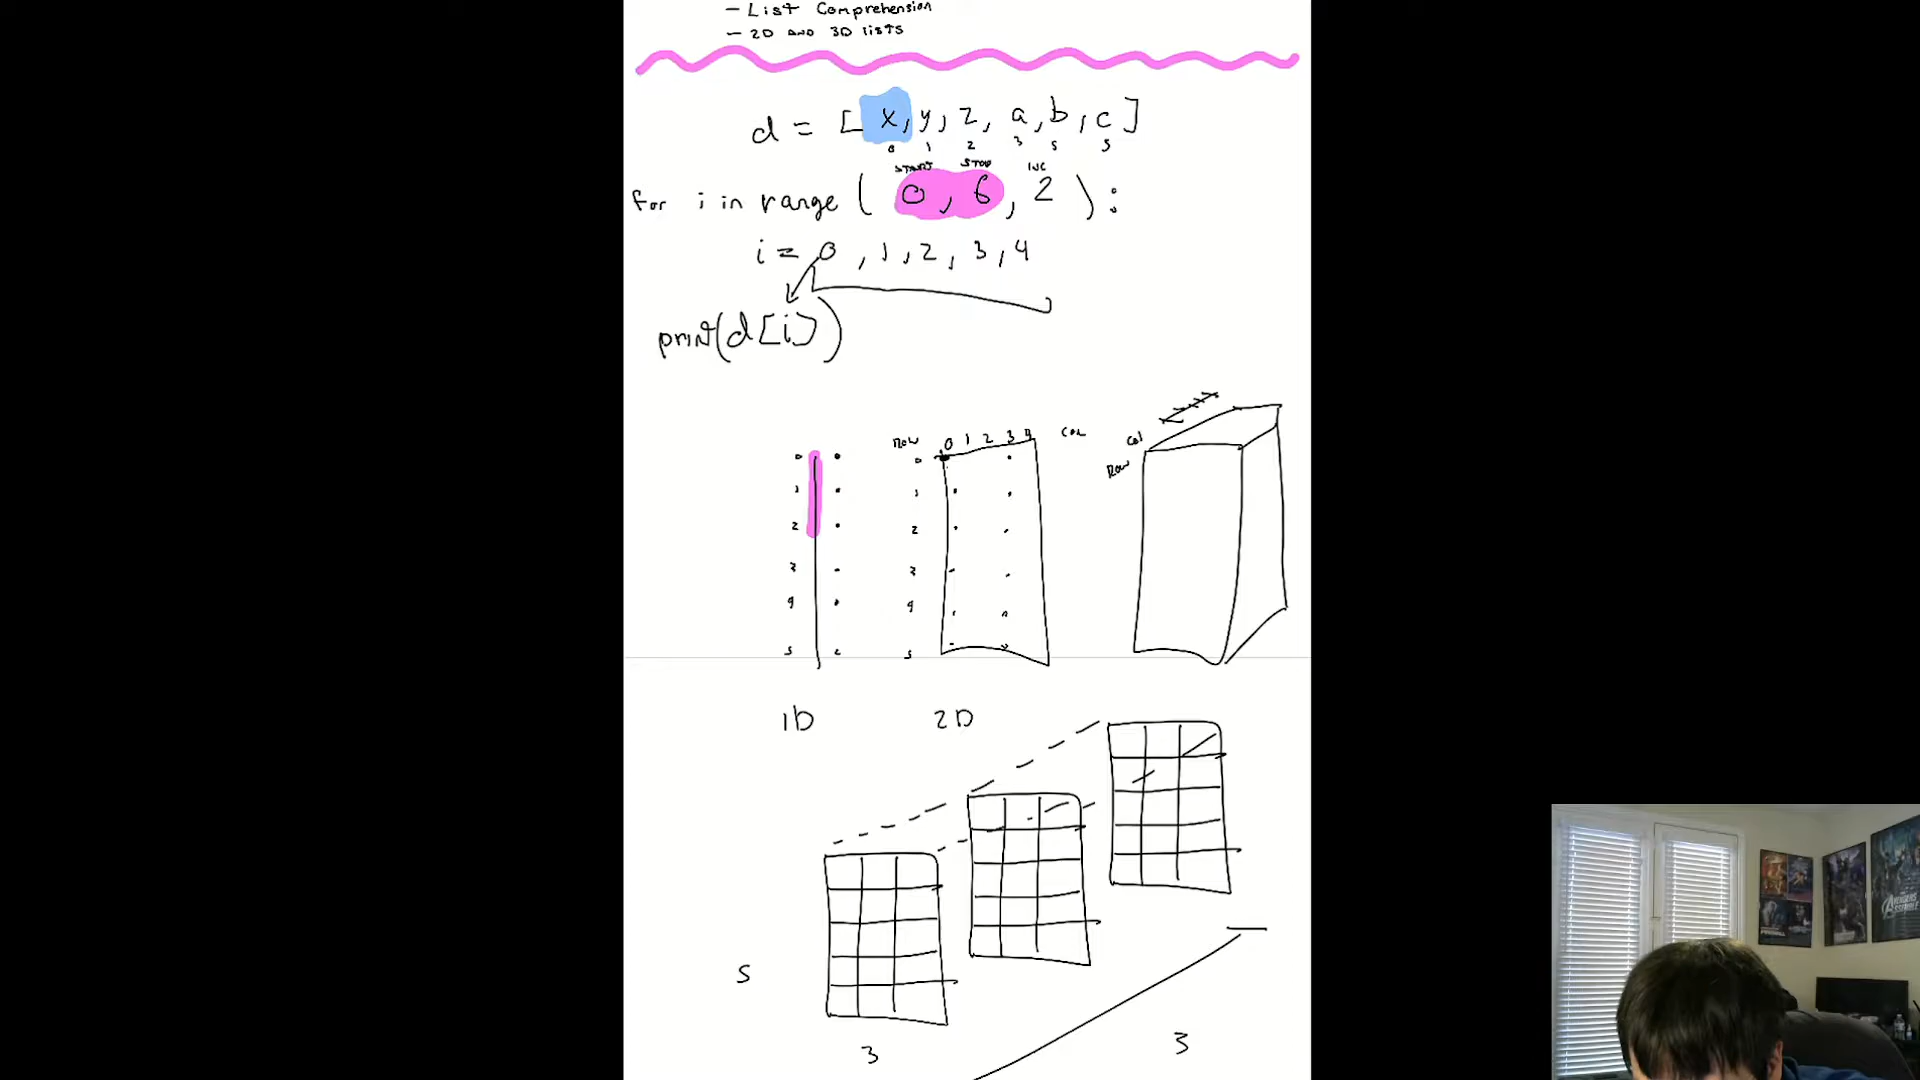 - List Comprehension
- 2D AND 3D lists
d = [ x, y, z, a, b, c ]
0 1 2 3 5 5
START STOP INC
for i in range ( 0, 6, 2 ):
i = 0, 1, 2, 3, 4
print(d[i])
Row 0 1 2 3 4 Col
Col
Row
0 0
1 1
2 2
3 3
4 4
5 5
1D 2D
5
3 3
AVENGERS